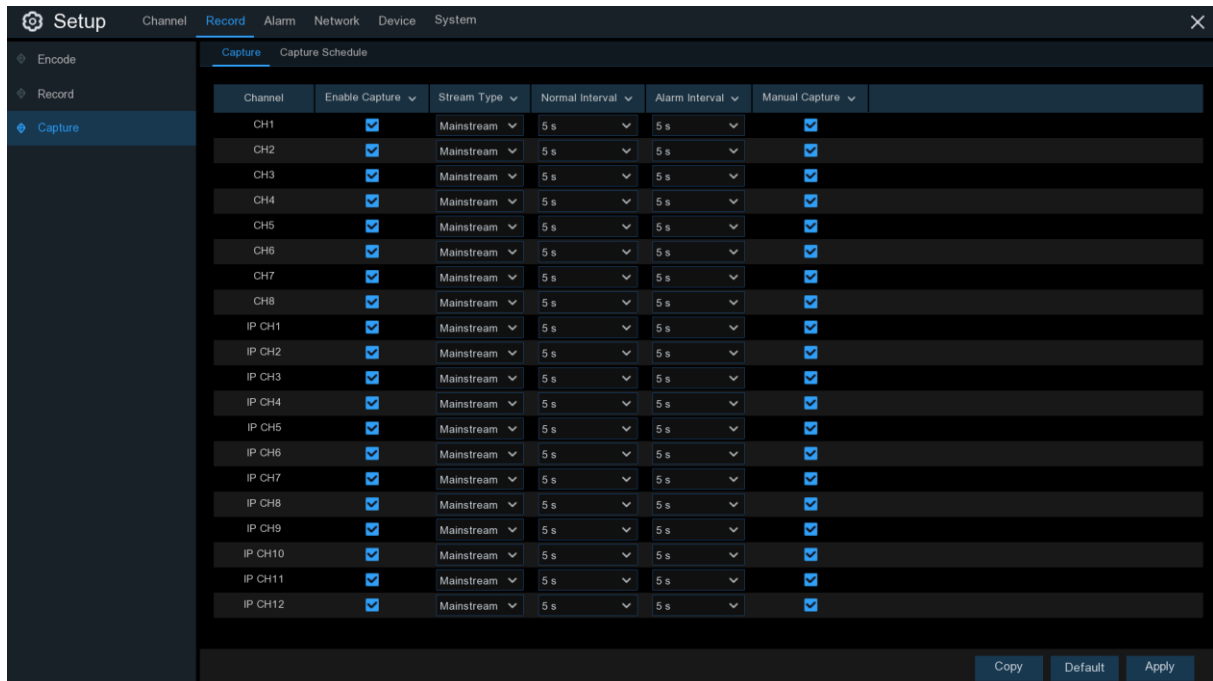 Setup Channel Record Alarm Network Device System
Encode
Record
Capture
Capture Capture Schedule
Channel Enable Capture Stream Type Normal Interval Alarm Interval Manual Capture
CH1 Mainstream 5 s 5 s
CH2 Mainstream 5 s 5 s
CH3 Mainstream 5 s 5 s
CH4 Mainstream 5 s 5 s
CH5 Mainstream 5 s 5 s
CH6 Mainstream 5 s 5 s
CH7 Mainstream 5 s 5 s
CH8 Mainstream 5 s 5 s
IP CH1 Mainstream 5 s 5 s
IP CH2 Mainstream 5 s 5 s
IP CH3 Mainstream 5 s 5 s
IP CH4 Mainstream 5 s 5 s
IP CH5 Mainstream 5 s 5 s
IP CH6 Mainstream 5 s 5 s
IP CH7 Mainstream 5 s 5 s
IP CH8 Mainstream 5 s 5 s
IP CH9 Mainstream 5 s 5 s
IP CH10 Mainstream 5 s 5 s
IP CH11 Mainstream 5 s 5 s
IP CH12 Mainstream 5 s 5 s
Copy Default Apply